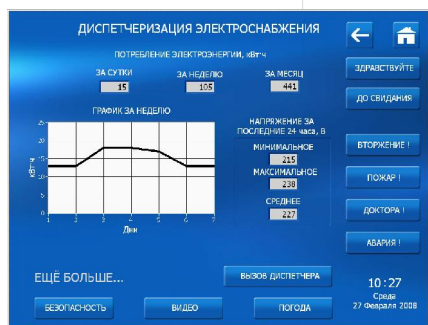 ДИСПЕТЧЕРИЗАЦИЯ ЭЛЕКТРОСНАБЖЕНИЯ
ПОТРЕБЛЕНИЕ ЭЛЕКТРОЭНЕРГИИ, кВт·ч
ЗА СУТКИ
15
ЗА НЕДЕЛЮ
105
ЗА МЕСЯЦ
441
ГРАФИК ЗА НЕДЕЛЮ
кВт·ч
25
20
15
10
5
0
1 2 3 4 5 6 7
Дни
НАПРЯЖЕНИЕ ЗА
ПОСЛЕДНИЕ 24 часа, В
МИНИМАЛЬНОЕ
215
МАКСИМАЛЬНОЕ
238
СРЕДНЕЕ
227
ЕЩЁ БОЛЬШЕ...
ВЫЗОВ ДИСПЕТЧЕРА
БЕЗОПАСНОСТЬ
ВИДЕО
ПОГОДА
ЗДРАВСТВУЙТЕ
ДО СВИДАНИЯ
ВТОРЖЕНИЕ !
ПОЖАР !
ДОКТОРА !
АВАРИЯ !
10:27
Среда
27 Февраля 2008